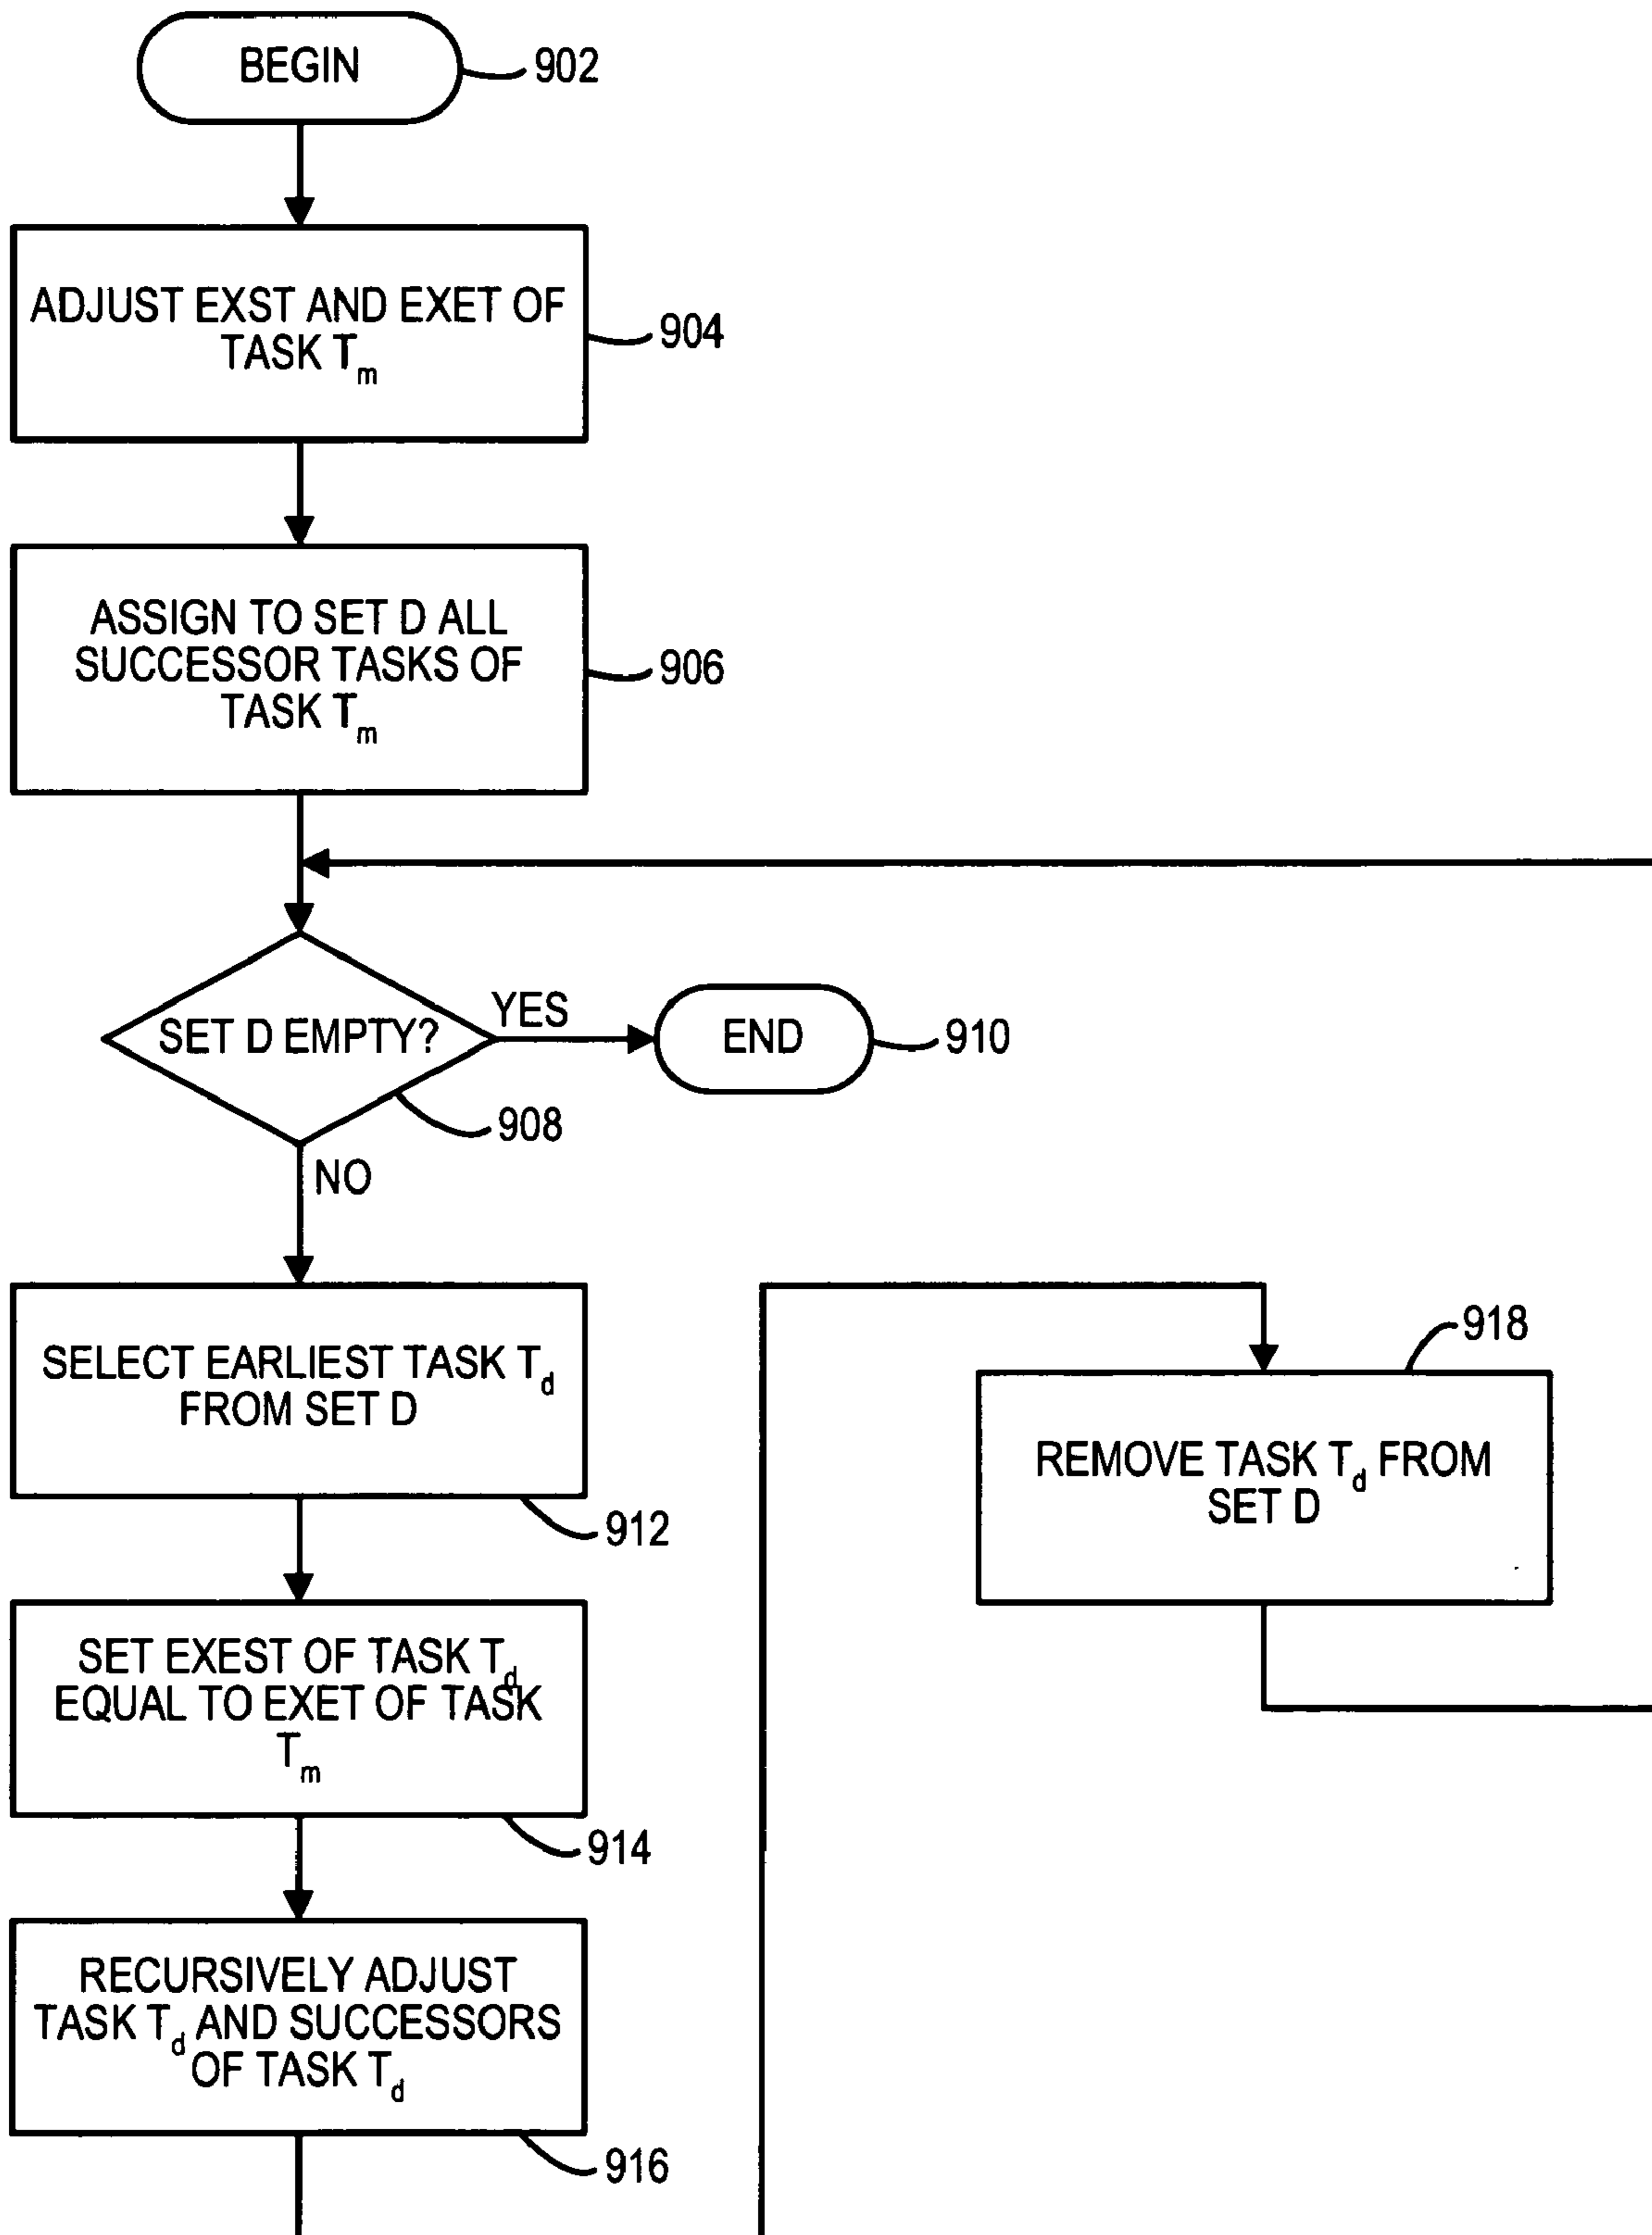 BEGIN
902
ADJUST EXST AND EXET OF
TASK Tm
904
ASSIGN TO SET D ALL
SUCCESSOR TASKS OF
TASK Tm
906
SET D EMPTY?
YES
END
910
908
NO
SELECT EARLIEST TASK Td
FROM SET D
912
SET EXEST OF TASK Td
EQUAL TO EXET OF TASK
Tm
914
RECURSIVELY ADJUST
TASK Td AND SUCCESSORS
OF TASK Td
916
918
REMOVE TASK Td FROM
SET D